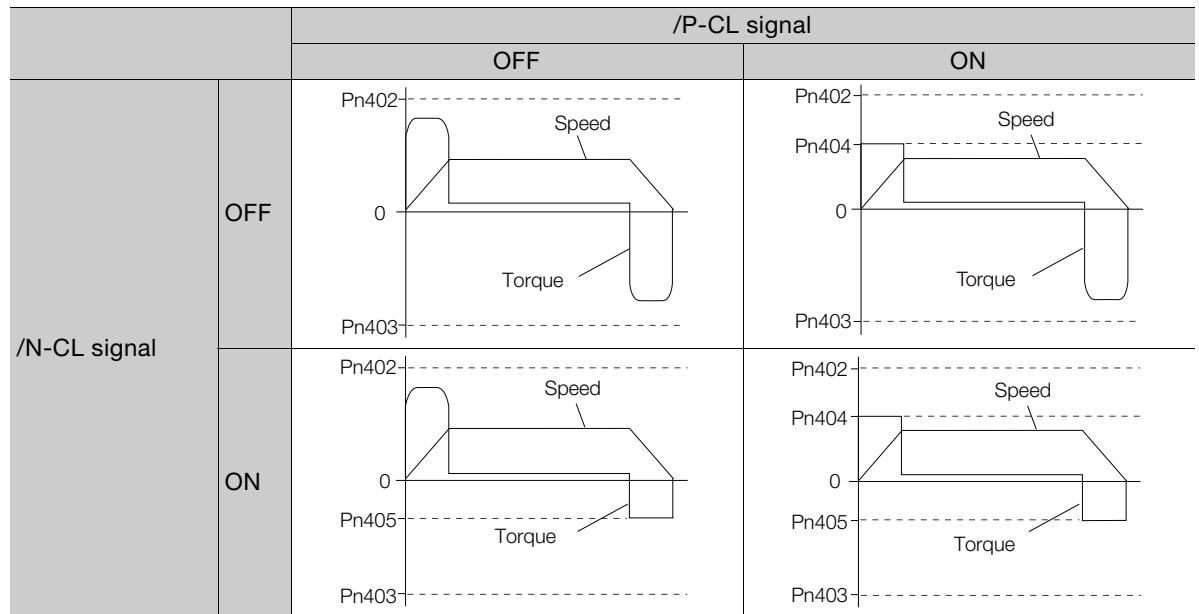 /P-CL signal
OFF
ON
/N-CL signal
OFF
Pn402
Speed
0
Torque
Pn403
Pn402
Speed
Pn404
0
Torque
Pn403
ON
Pn402
Speed
0
Pn405
Torque
Pn403
Pn402
Speed
Pn404
0
Pn405
Torque
Pn403